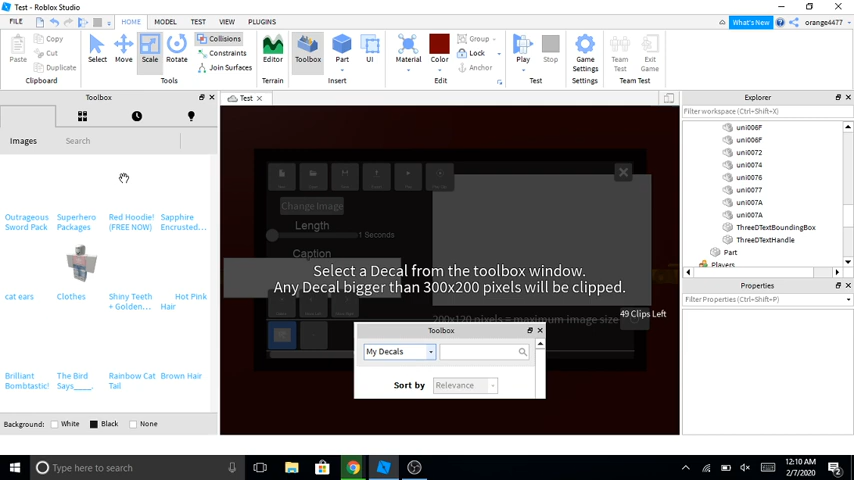 Test - Roblox Studio
FILE HOME MODEL TEST VIEW PLUGINS What's New orange4477
Paste Copy Cut Duplicate
Select Move Scale Rotate Collisions Constraints Join Surfaces
Editor Toolbox Part UI Material Color Group Lock Anchor
Play Stop Game Settings Team Test Exit Game
Clipboard Tools Terrain Insert Edit Test Settings Team Test
Toolbox
Images Search
Outrageous Sword Pack
Superhero Packages
Red Hoodie! (FREE NOW)
Sapphire Encrusted...
cat ears
Clothes
Shiny Teeth + Golden...
Hot Pink Hair
Brilliant Bombtastic!
The Bird Says____.
Rainbow Cat Tail
Brown Hair
Background: White Black None
Test
Change Image
Length
1 Seconds
Caption
Select a Decal from the toolbox window.
Any Decal bigger than 300x200 pixels will be clipped.
49 Clips Left
200x120 pixels = maximum image size
Toolbox
My Decals
Sort by Relevance
Explorer
Filter workspace (Ctrl+Shift+X)
uni006F
uni006F
uni0072
uni0074
uni0076
uni0077
uni007A
uni007A
ThreeDTextBoundingBox
ThreeDTextHandle
Part
Players
Properties
Filter Properties (Ctrl+Shift+P)
Type here to search
12:10 AM
2/7/2020
2